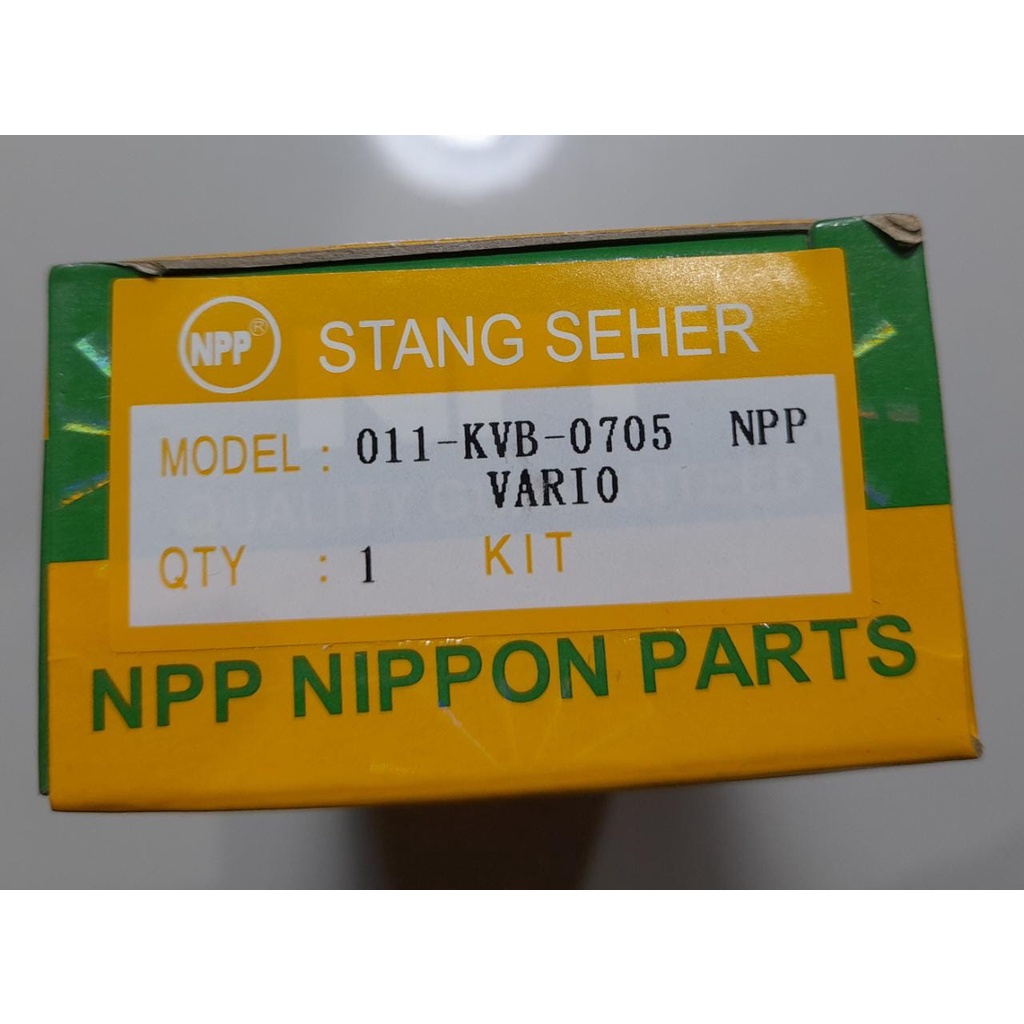 NPP® STANG SEHER
MODEL : 011-KVB-0705 NPP
VARIO
QTY : 1 KIT
NPP NIPPON PARTS